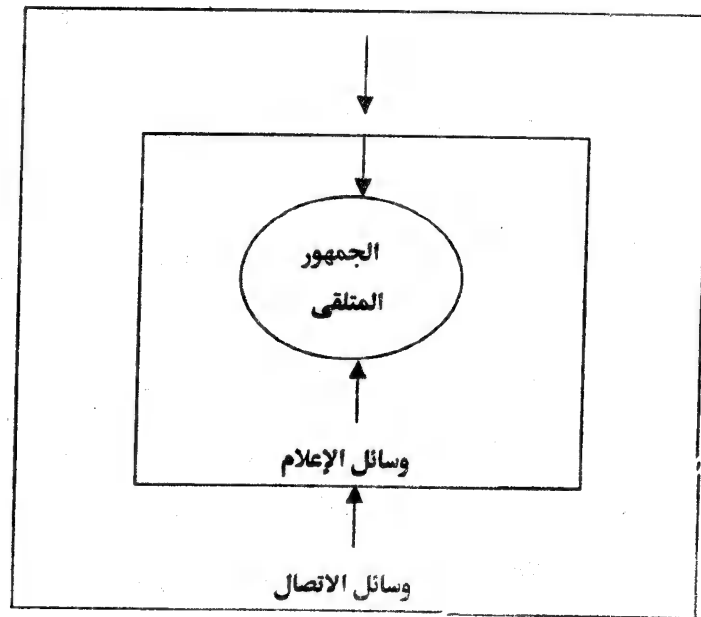 الجمهور
المتلقى
وسائل الإعلام
وسائل الاتصال